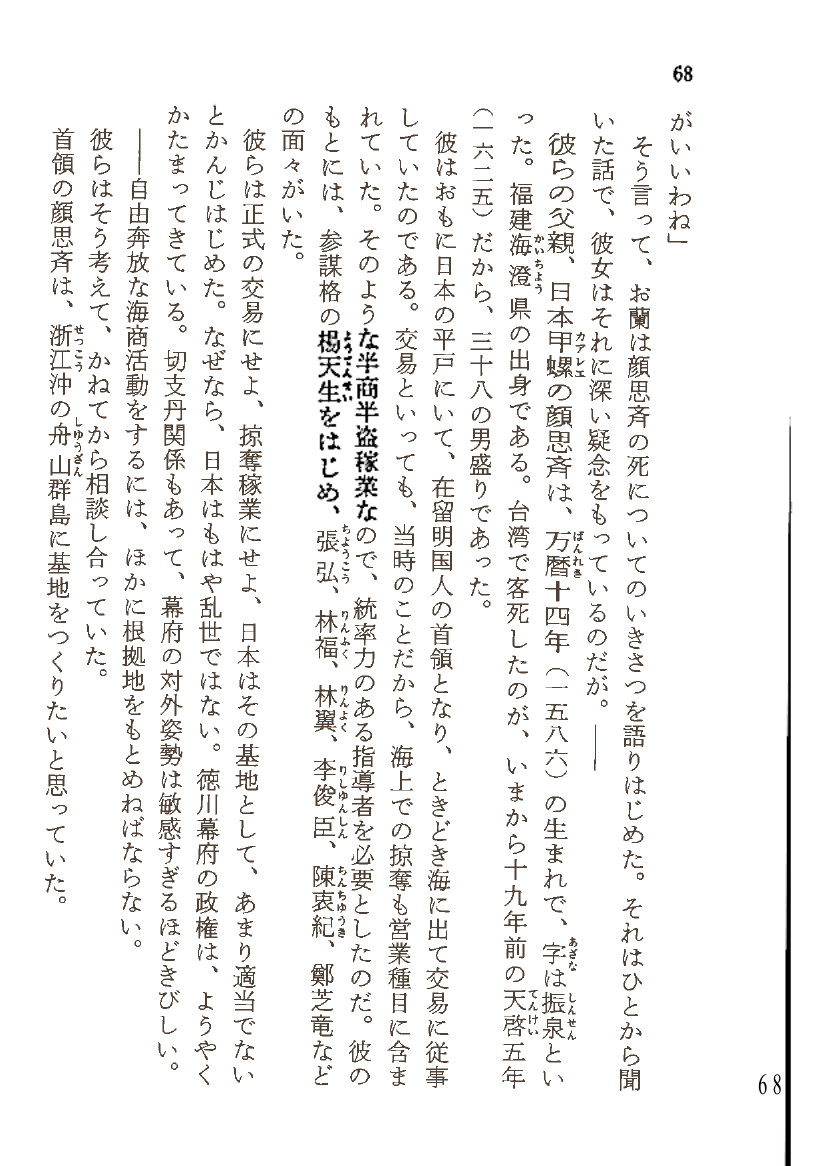 68
がいいわね」
そう言って、お蘭は顔思斉の死についてのいきさつを語りはじめた。それはひとから聞
いた話で、彼女はそれに深い疑念をもっているのだが。——
彼らの父親、日本甲螺の顔思斉は、万暦十四年（一五八六）の生まれで、字は振泉とい
った。福建海澄県の出身である。台湾で客死したのが、いまから十九年前の天啓五年
（一六二五）だから、三十八の男盛りであった。
彼はおもに日本の平戸にいて、在留明国人の首領となり、ときどき海に出て交易に従事
していたのである。交易といっても、当時のことだから、海上での掠奪も営業種目に含ま
れていた。そのような半商半盗稼業なので、統率力のある指導者を必要としたのだ。彼の
もとには、参謀格の楊天生をはじめ、張弘、林福、林翼、李俊臣、陳衷紀、鄭芝竜など
の面々がいた。
彼らは正式の交易にせよ、掠奪稼業にせよ、日本はその基地として、あまり適当でない
とかんじはじめた。なぜなら、日本はもはや乱世ではない。徳川幕府の政権は、ようやく
かたまってきている。切支丹関係もあって、幕府の対外姿勢は敏感すぎるほどきびしい。
——自由奔放な海商活動をするには、ほかに根拠地をもとめねばならない。
彼らはそう考えて、かねてから相談し合っていた。
首領の顔思斉は、浙江沖の舟山群島に基地をつくりたいと思っていた。
68